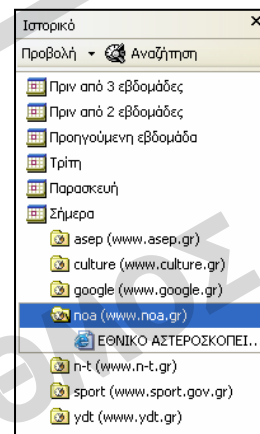 Ιστορικό
Προβολή Αναζήτηση
Πριν από 3 εβδομάδες
Πριν από 2 εβδομάδες
Προηγούμενη εβδομάδα
Τρίτη
Παρασκευή
Σήμερα
asep (www.asep.gr)
culture (www.culture.gr)
google (www.google.gr)
noa (www.noa.gr)
ΕΘΝΙΚΟ ΑΣΤΕΡΟΣΚΟΠΕΙ...
n-t (www.n-t.gr)
sport (www.sport.gov.gr)
ydt (www.ydt.gr)